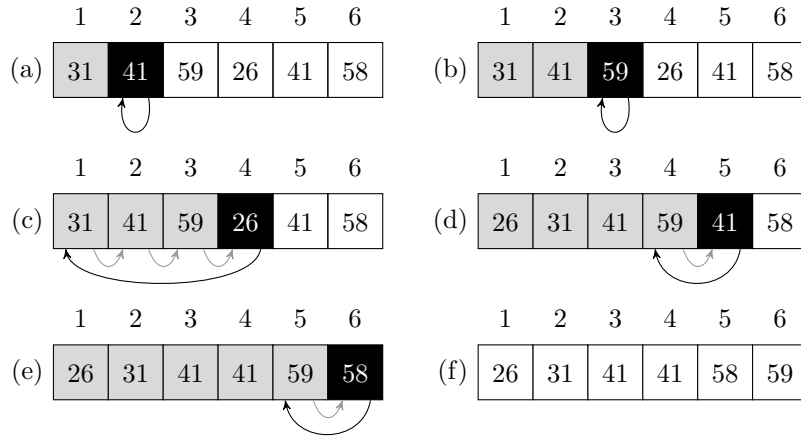 1 2 3 4 5 6
(a) 31 41 59 26 41 58
1 2 3 4 5 6
(b) 31 41 59 26 41 58
1 2 3 4 5 6
(c) 31 41 59 26 41 58
1 2 3 4 5 6
(d) 26 31 41 59 41 58
1 2 3 4 5 6
(e) 26 31 41 41 59 58
1 2 3 4 5 6
(f) 26 31 41 41 58 59